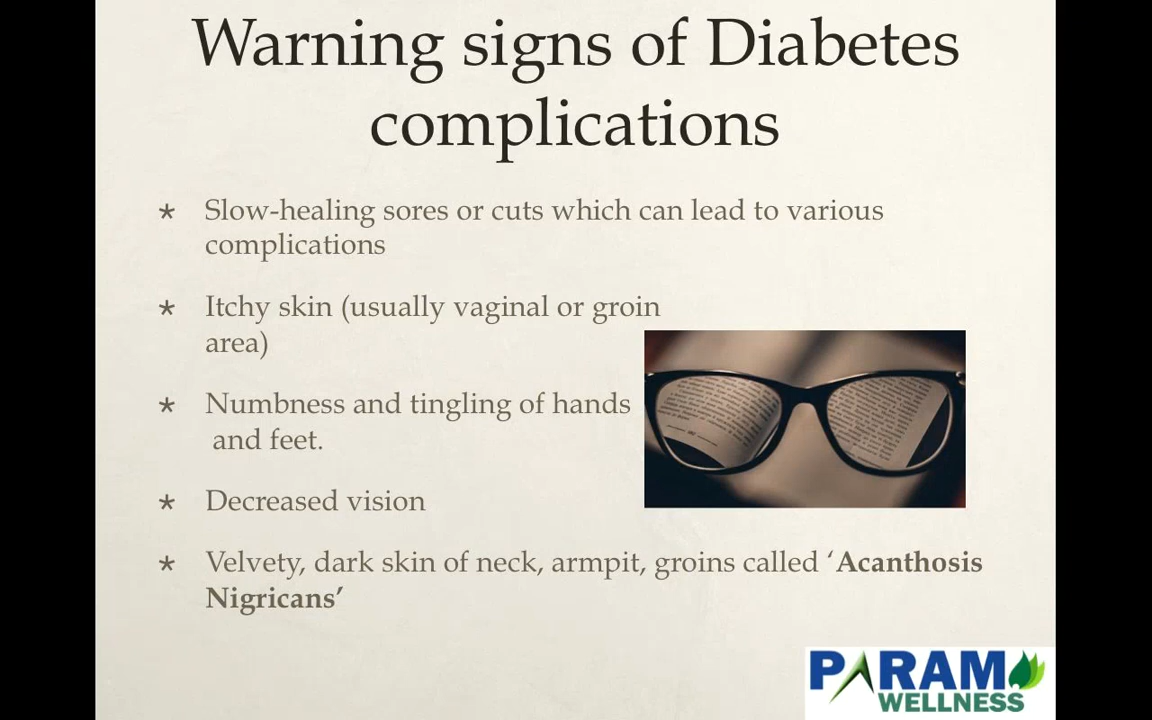 Warning signs of Diabetes
complications
* Slow-healing sores or cuts which can lead to various
complications
* Itchy skin (usually vaginal or groin
area)
* Numbness and tingling of hands
and feet.
* Decreased vision
* Velvety, dark skin of neck, armpit, groins called ‘Acanthosis
Nigricans’
PARAM
WELLNESS